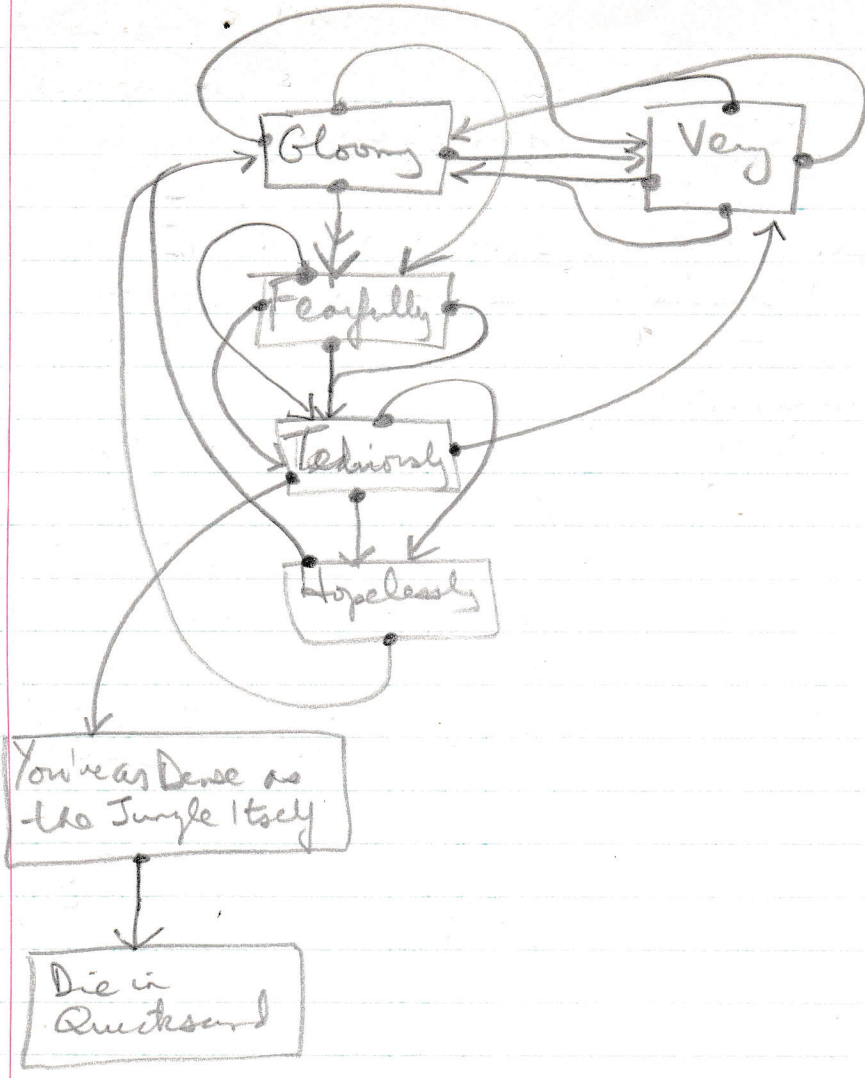 Gloomy
Very
Fearfully
Tediously
Hopelessly
You're as Dense as
the Jungle Itself
Die in
Quicksand